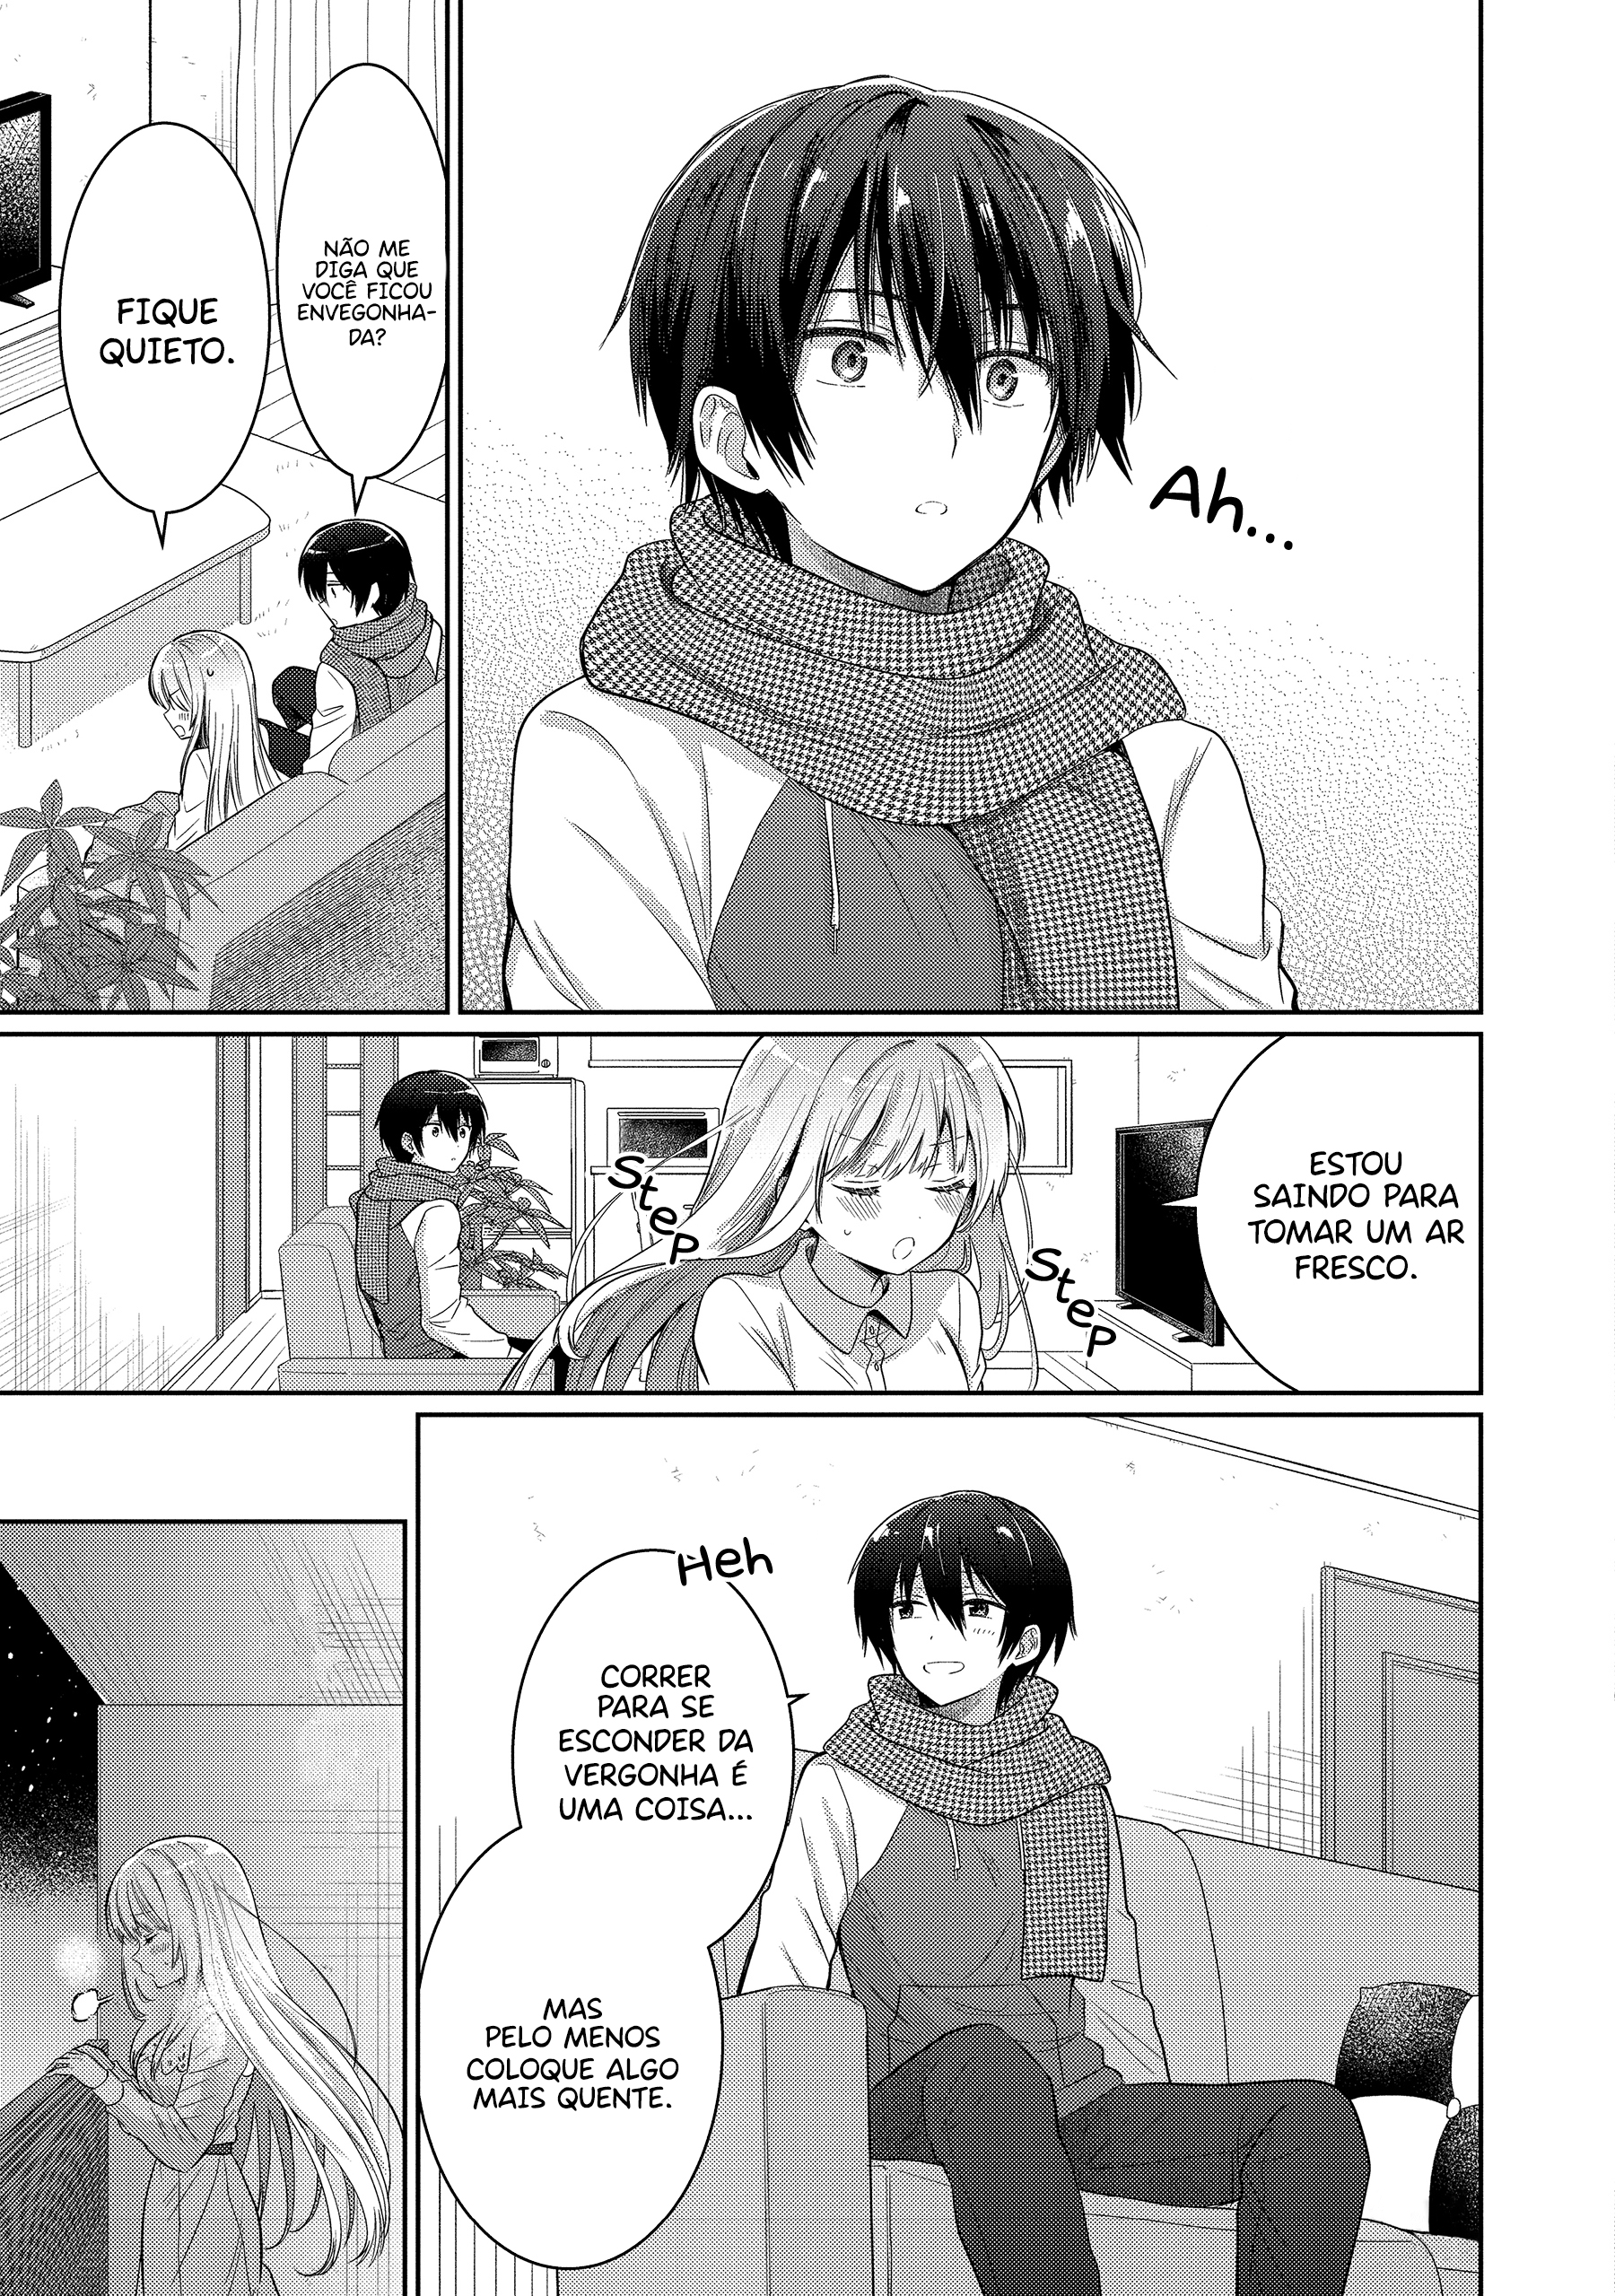 Ah...
NÃO ME
DIGA QUE
VOCÊ FICOU
ENVEGONHA-
DA?
FIQUE
QUIETO.
ESTOU
SAINDO PARA
TOMAR UM AR
FRESCO.
Step
Step
Heh
CORRER
PARA SE
ESCONDER DA
VERGONHA É
UMA COISA...
MAS
PELO MENOS
COLOQUE ALGO
MAIS QUENTE.